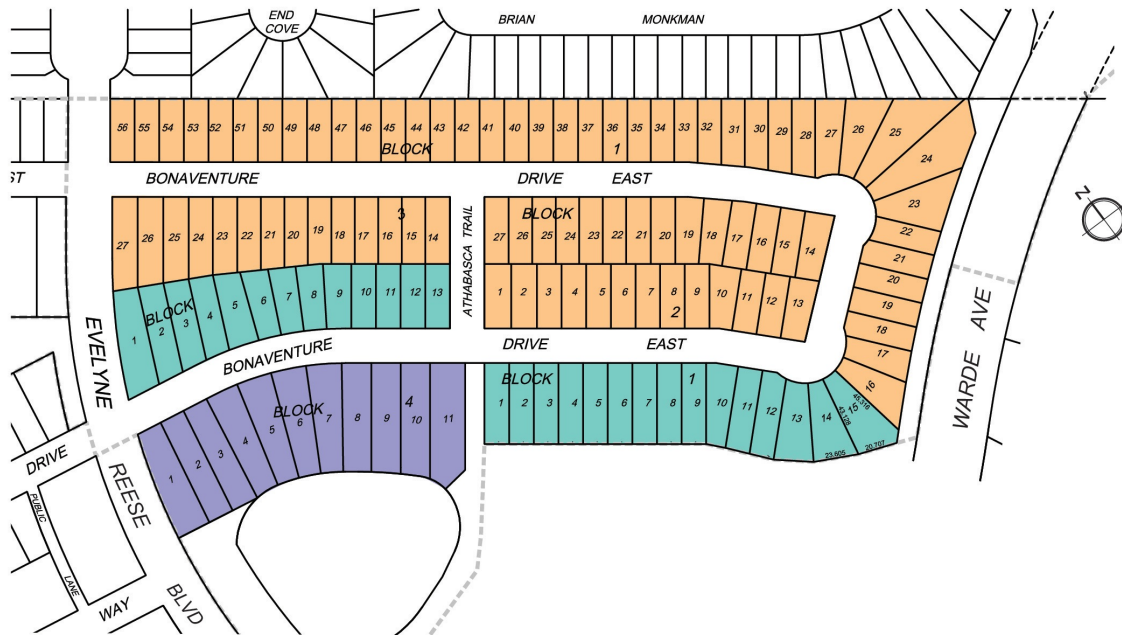 END
COVE
BRIAN MONKMAN
56 55 54 53 52 51 50 49 48 47 46 45 44 43 42 41 40 39 38 37 36 35 34 33 32 31 30 29 28 27 26 25
24
BLOCK 1
ST BONAVENTURE DRIVE EAST
23
22
21
20
19
18
17
16
27 26 25 24 23 22 21 20 19 18 17 16 15 14
3
ATHABASCA TRAIL
BLOCK
27 26 25 24 23 22 21 20 19 18 17 16 15 14
1 2 3 4 5 6 7 8 9 10 11 12 13
BLOCK
1 2 3 4 5 6 7 8 9 10 11 12 13
2
Z
WARDE AVE
EVELYNE
BONAVENTURE DRIVE EAST
BLOCK 4
1 2 3 4 5 6 7 8 9 10 11
BLOCK 1
1 2 3 4 5 6 7 8 9 10 11 12 13 14 15
45.316
43.128
23.605
20.707
DRIVE
REESE
BLVD
PUBLIC
LANE
WAY